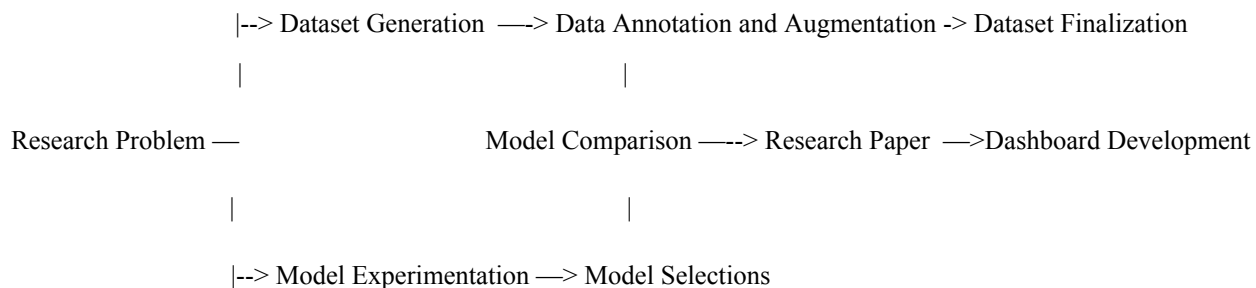 |--> Dataset Generation —-> Data Annotation and Augmentation -> Dataset Finalization
| |
Research Problem — Model Comparison —--> Research Paper —>Dashboard Development
| |
|--> Model Experimentation —> Model Selections